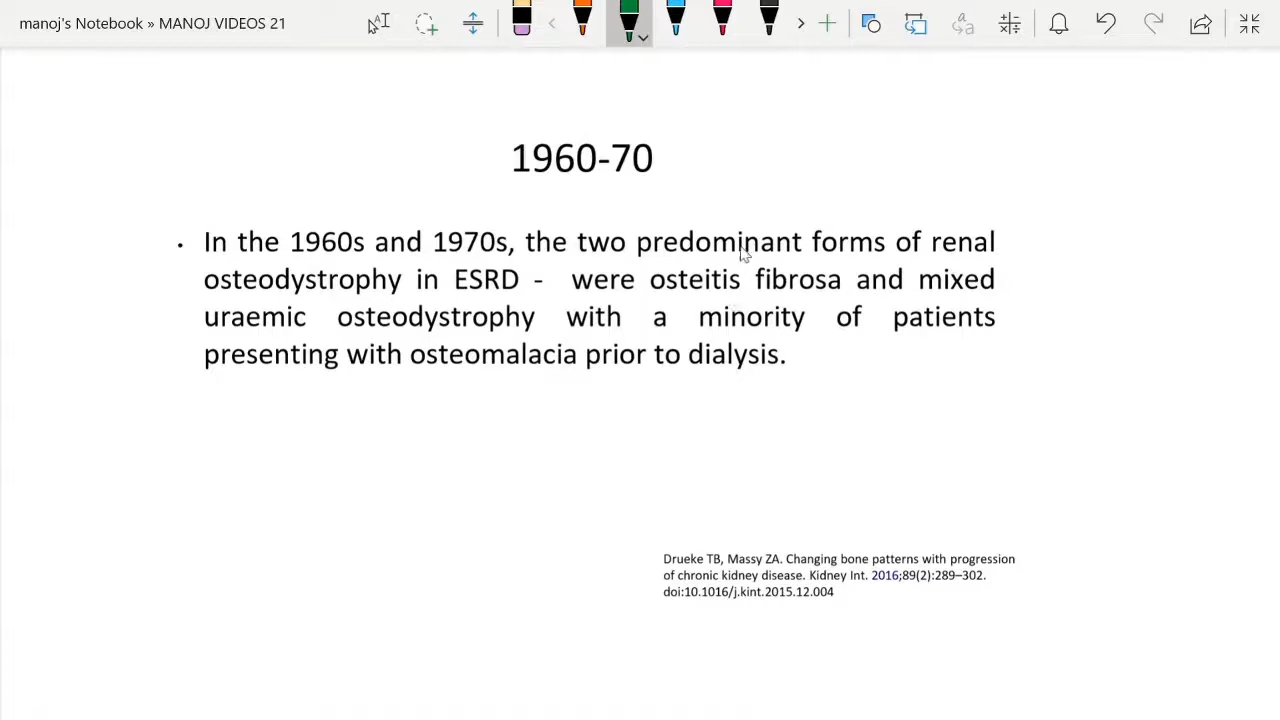 manoj's Notebook » MANOJ VIDEOS 21
1960-70
• In the 1960s and 1970s, the two predominant forms of renal
osteodystrophy in ESRD - were osteitis fibrosa and mixed
uraemic osteodystrophy with a minority of patients
presenting with osteomalacia prior to dialysis.
Drueke TB, Massy ZA. Changing bone patterns with progression
of chronic kidney disease. Kidney Int. 2016;89(2):289–302.
doi:10.1016/j.kint.2015.12.004